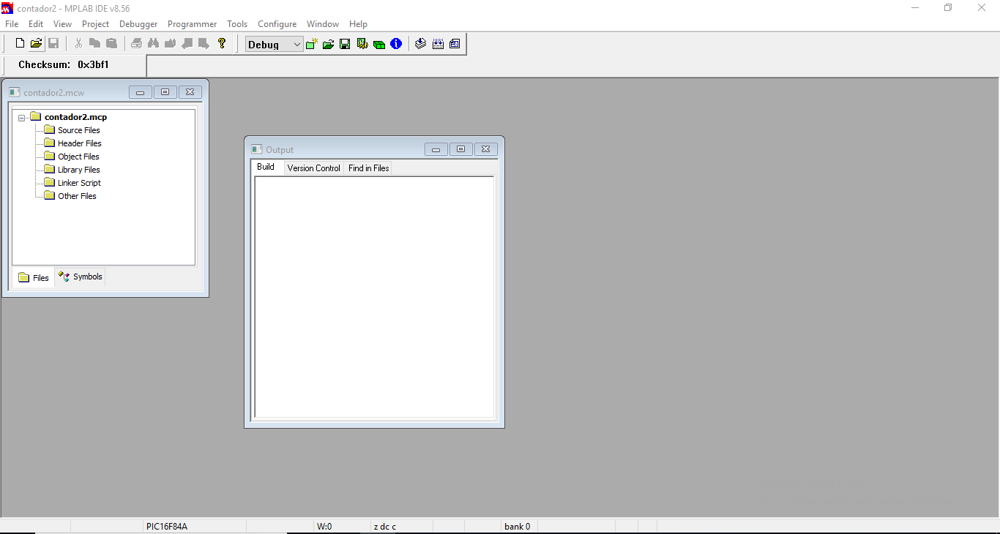 contador2 - MPLAB IDE v8.56
File Edit View Project Debugger Programmer Tools Configure Window Help
Debug
Checksum: 0x3bf1
contador2.mcw
contador2.mcp
Source Files
Header Files
Object Files
Library Files
Linker Script
Other Files
Files Symbols
Output
Build Version Control Find in Files
PIC16F84A W:0 z dc c bank 0